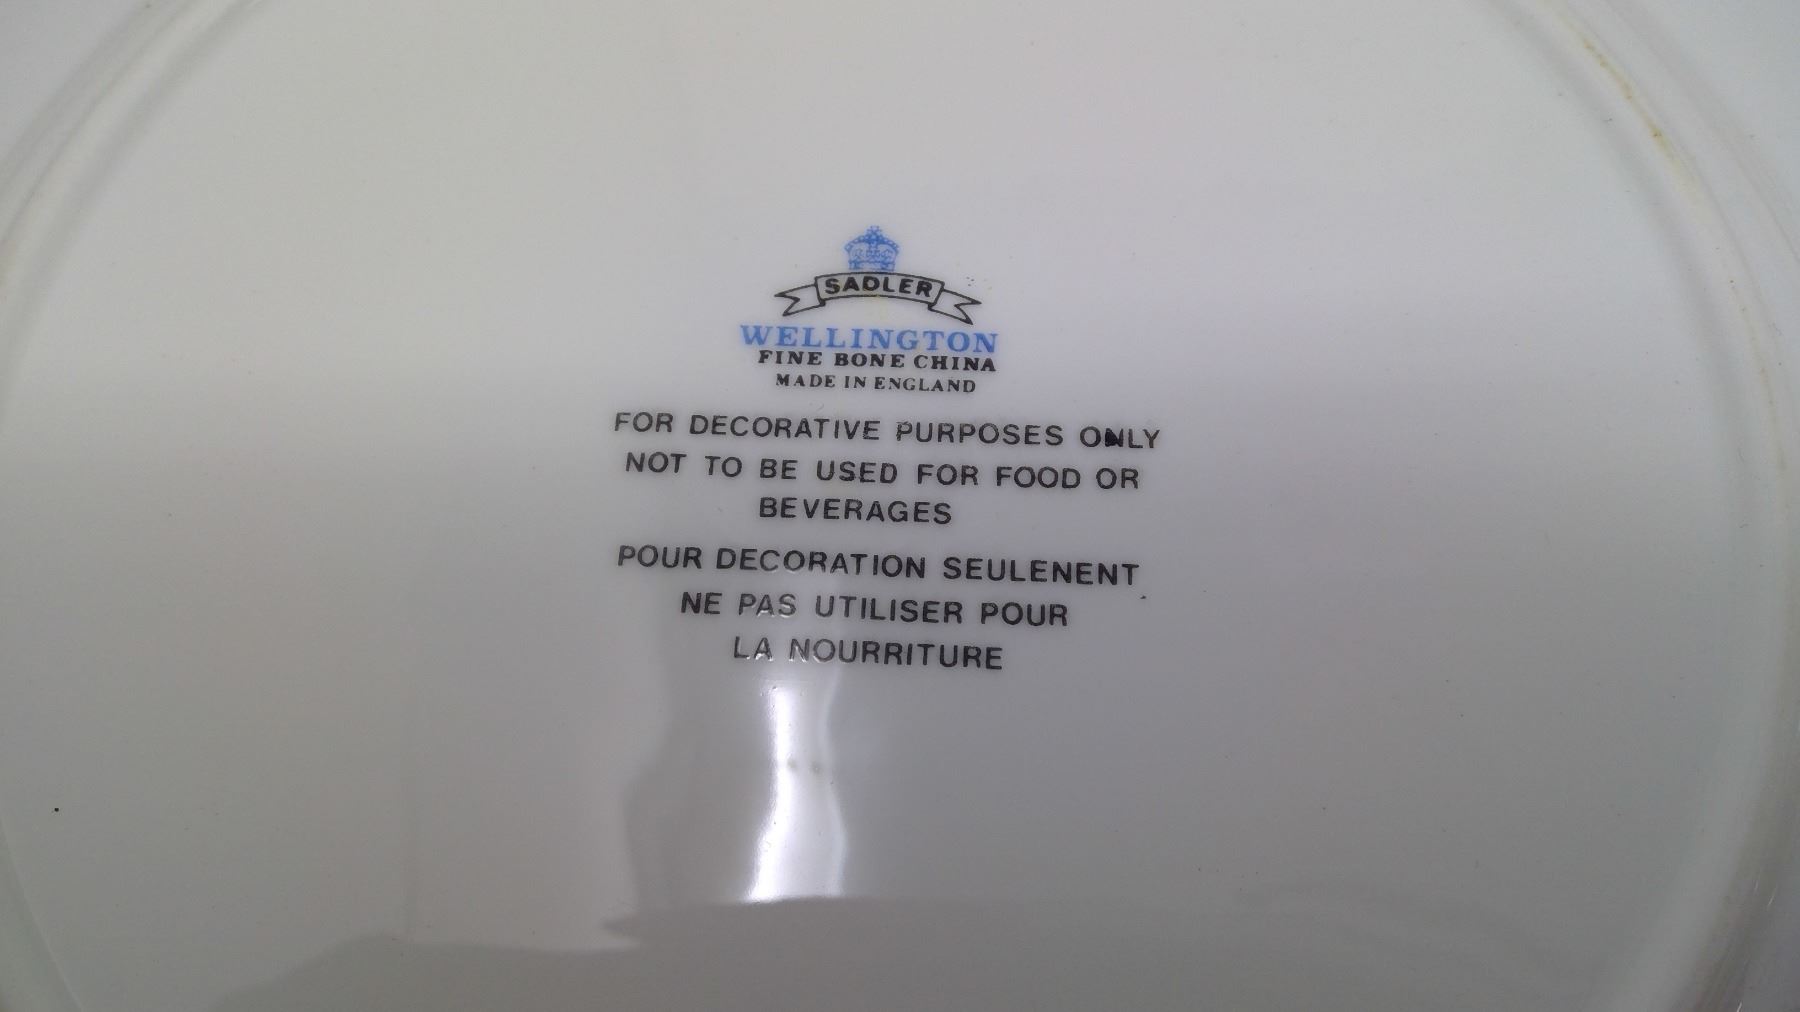 SADLER
WELLINGTON
FINE BONE CHINA
MADE IN ENGLAND
FOR DECORATIVE PURPOSES ONLY
NOT TO BE USED FOR FOOD OR
BEVERAGES
POUR DECORATION SEULENENT
NE PAS UTILISER POUR
LA NOURRITURE